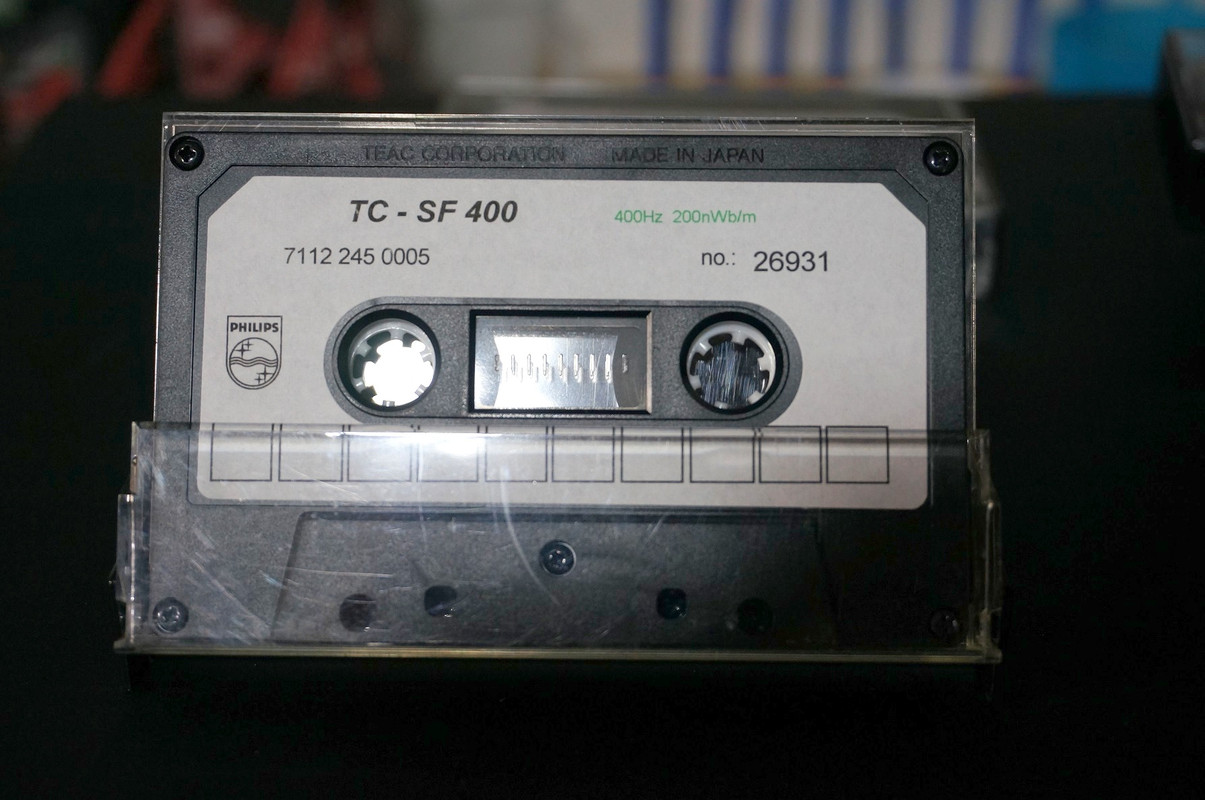 TEAC CORPORATION MADE IN JAPAN
TC - SF 400
400Hz 200nWb/m
7112 245 0005
no.: 26931
PHILIPS